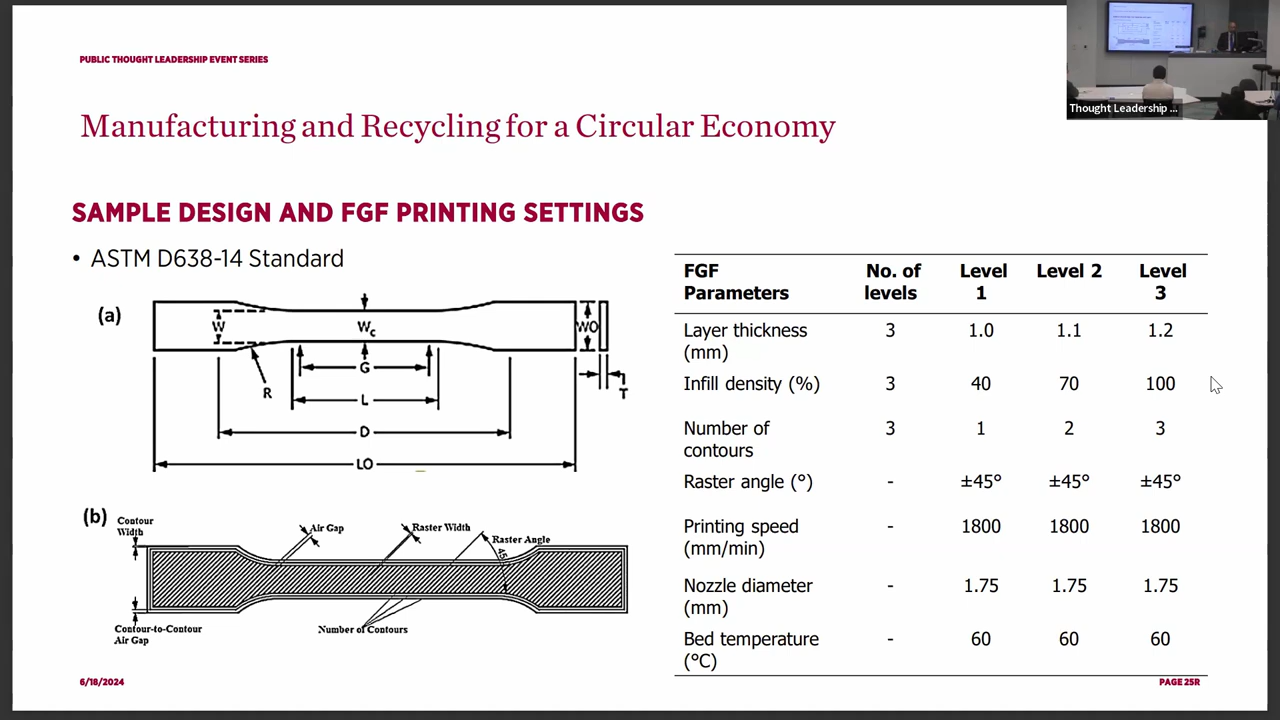 PUBLIC THOUGHT LEADERSHIP EVENT SERIES
Thought Leadership ...
Manufacturing and Recycling for a Circular Economy
SAMPLE DESIGN AND FGF PRINTING SETTINGS
• ASTM D638-14 Standard
(a)
W
Wc
WO
R
G
T
L
D
LO
(b)
Contour
Width
Air Gap
Raster Width
Raster Angle
45
Contour-to-Contour
Air Gap
Number of Contours
FGF Parameters No. of levels Level 1 Level 2 Level 3
Layer thickness (mm) 3 1.0 1.1 1.2
Infill density (%) 3 40 70 100
Number of contours 3 1 2 3
Raster angle (°) - ±45° ±45° ±45°
Printing speed (mm/min) - 1800 1800 1800
Nozzle diameter (mm) - 1.75 1.75 1.75
Bed temperature (°C) - 60 60 60
6/18/2024
PAGE 25R